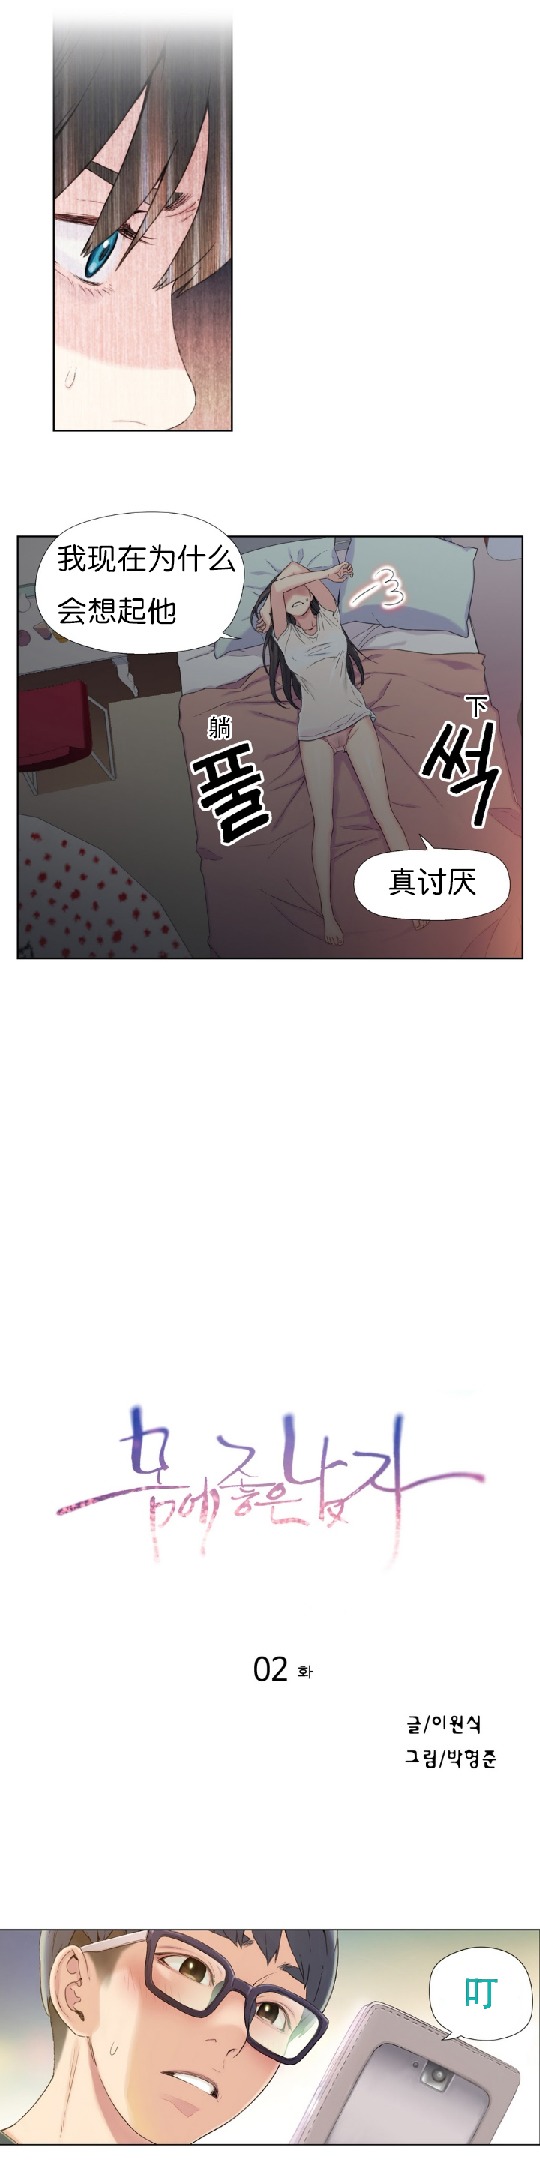 我现在为什么
会想起他
下
躺
풀
썩
真讨厌
몸에 좋은 남자
02 화
글/이원식
그림/박형준
叮